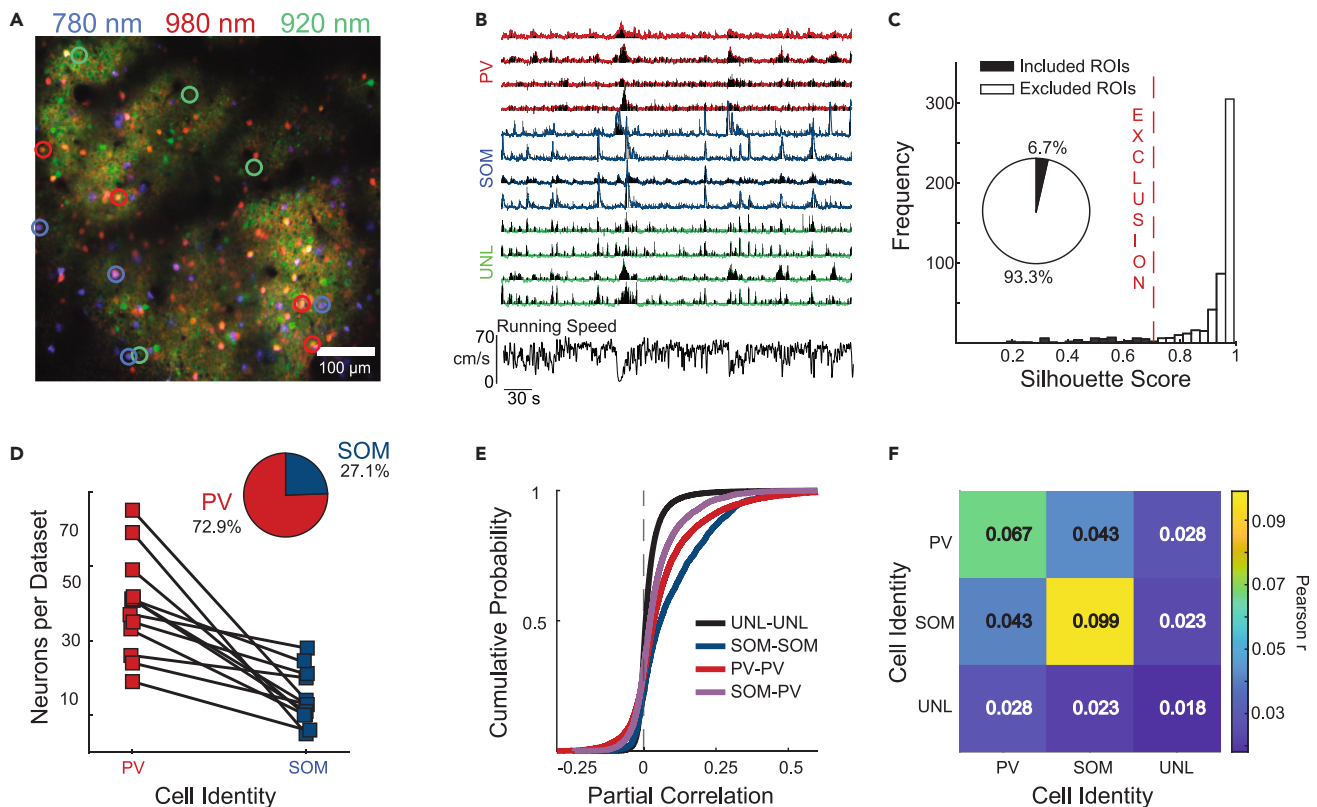 A
780 nm 980 nm 920 nm
100 µm
B
PV
SOM
UNL
Running Speed
70
cm/s
0
30 s
C
Included ROIs
Excluded ROIs
EXCLUSION
6.7%
93.3%
Frequency
300
200
100
0.2 0.4 0.6 0.8 1
Silhouette Score
D
SOM
27.1%
PV
72.9%
Neurons per Dataset
70
50
30
10
PV SOM
Cell Identity
E
Cumulative Probability
1
0.5
UNL-UNL
SOM-SOM
PV-PV
SOM-PV
-0.25 0 0.25 0.5
Partial Correlation
F
Cell Identity
PV 0.067 0.043 0.028
SOM 0.043 0.099 0.023
UNL 0.028 0.023 0.018
PV SOM UNL
Cell Identity
0.09
0.07
0.05
0.03
Pearson r